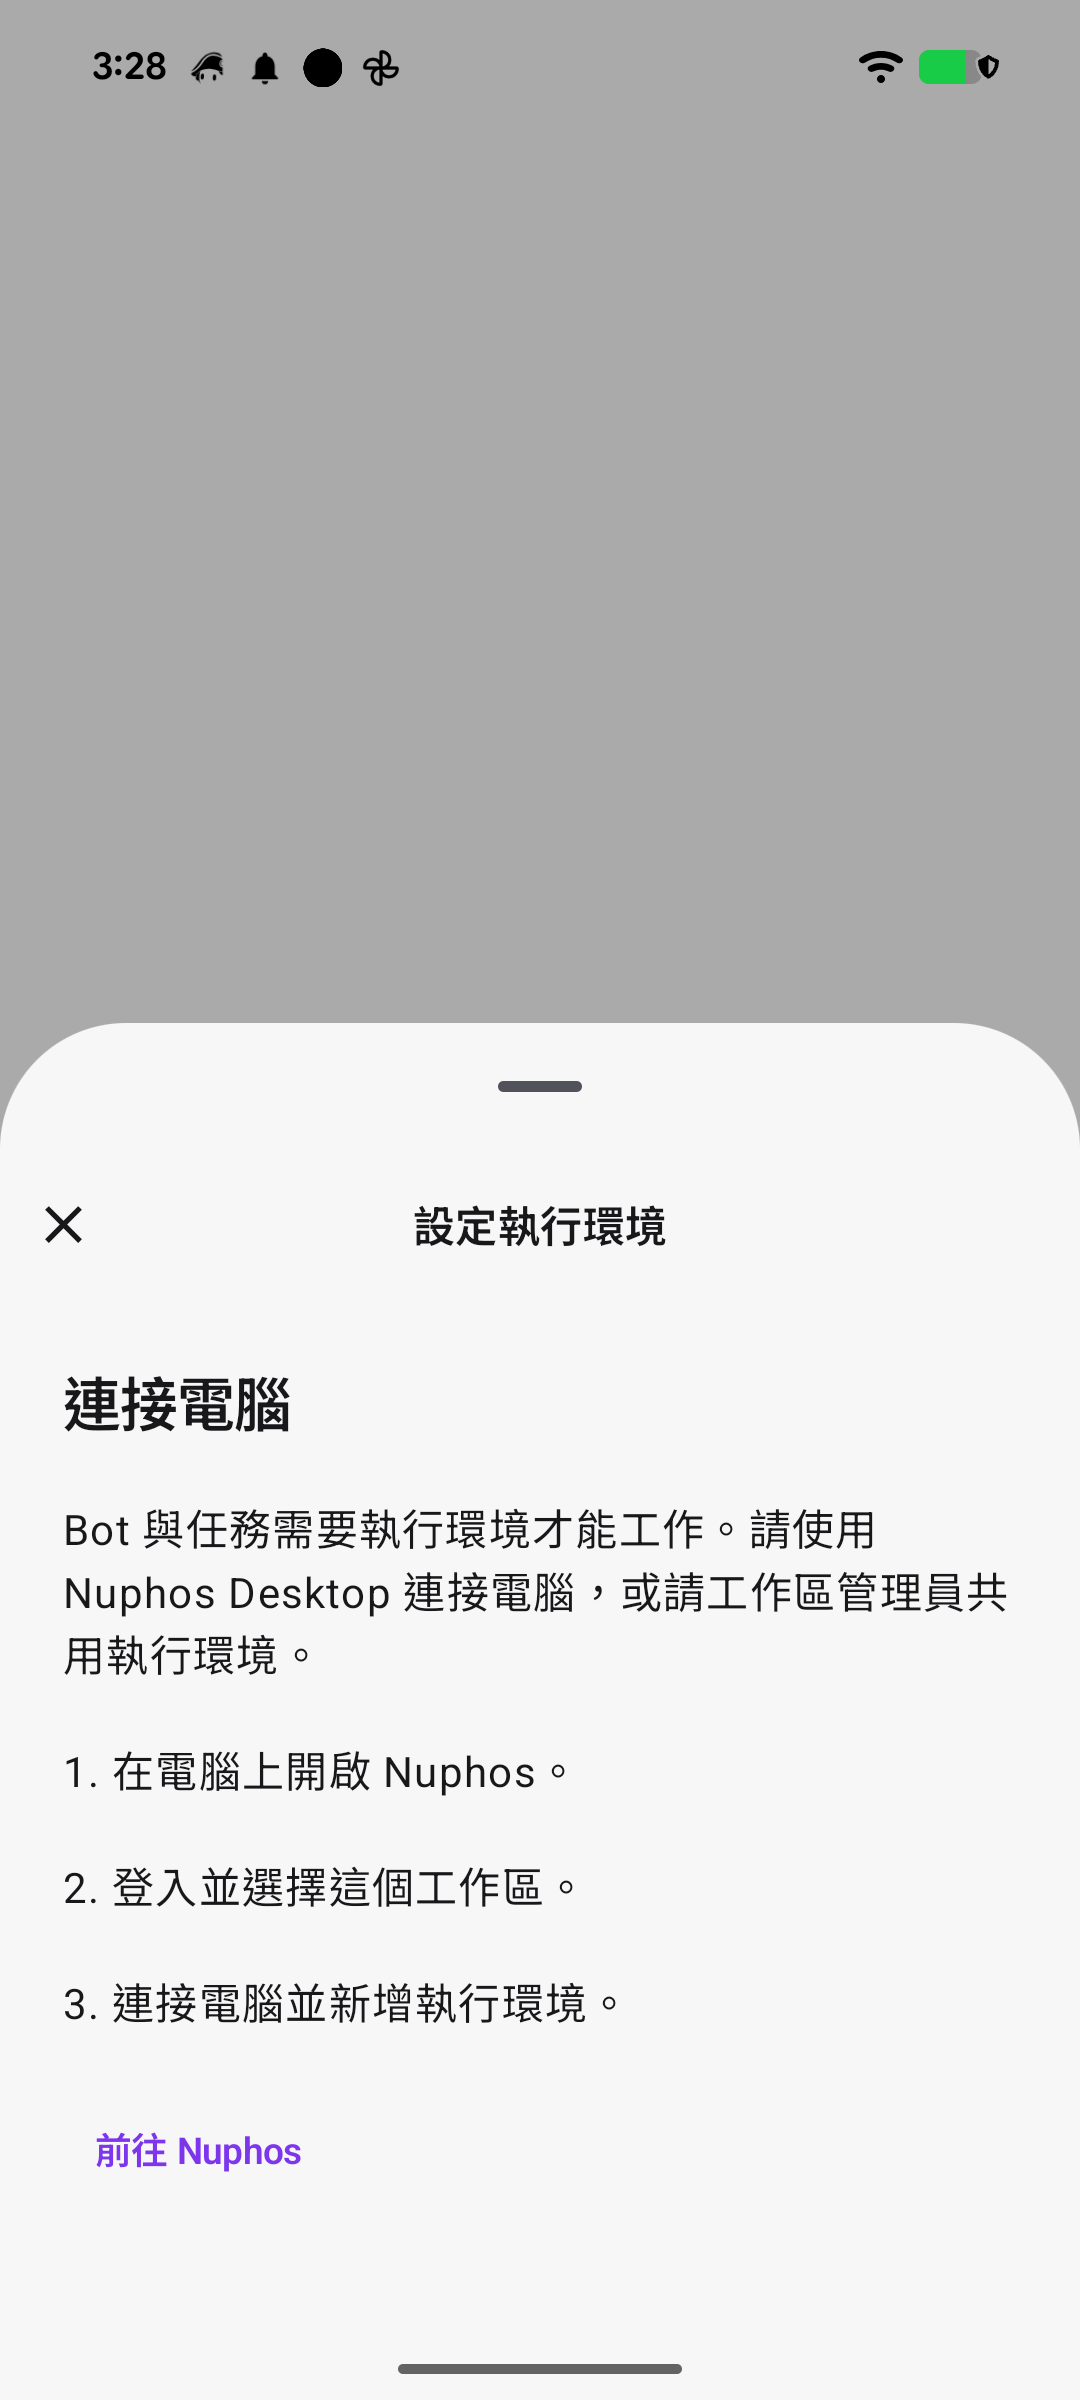 3:28
設定執行環境
連接電腦
Bot 與任務需要執行環境才能工作。請使用
Nuphos Desktop 連接電腦，或請工作區管理員共
用執行環境。
1. 在電腦上開啟 Nuphos。
2. 登入並選擇這個工作區。
3. 連接電腦並新增執行環境。
前往 Nuphos